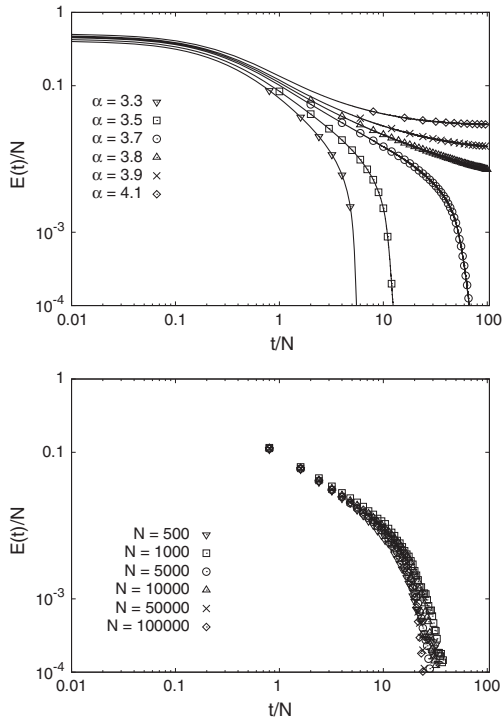 1
0.1
10⁻³
10⁻⁴
E(t)/N
α = 3.3
α = 3.5
α = 3.7
α = 3.8
α = 3.9
α = 4.1
0.01 0.1 1 10 100
t/N
1
0.1
10⁻³
10⁻⁴
E(t)/N
N = 500
N = 1000
N = 5000
N = 10000
N = 50000
N = 100000
0.01 0.1 1 10 100
t/N